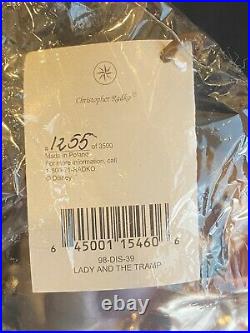 Christopher Radko®
# 1255 of 3500
Made in Poland
For more information, call
1-800-71-RADKO
© Disney
6 45001 15460 6
98-DIS-39
LADY AND THE TRAMP